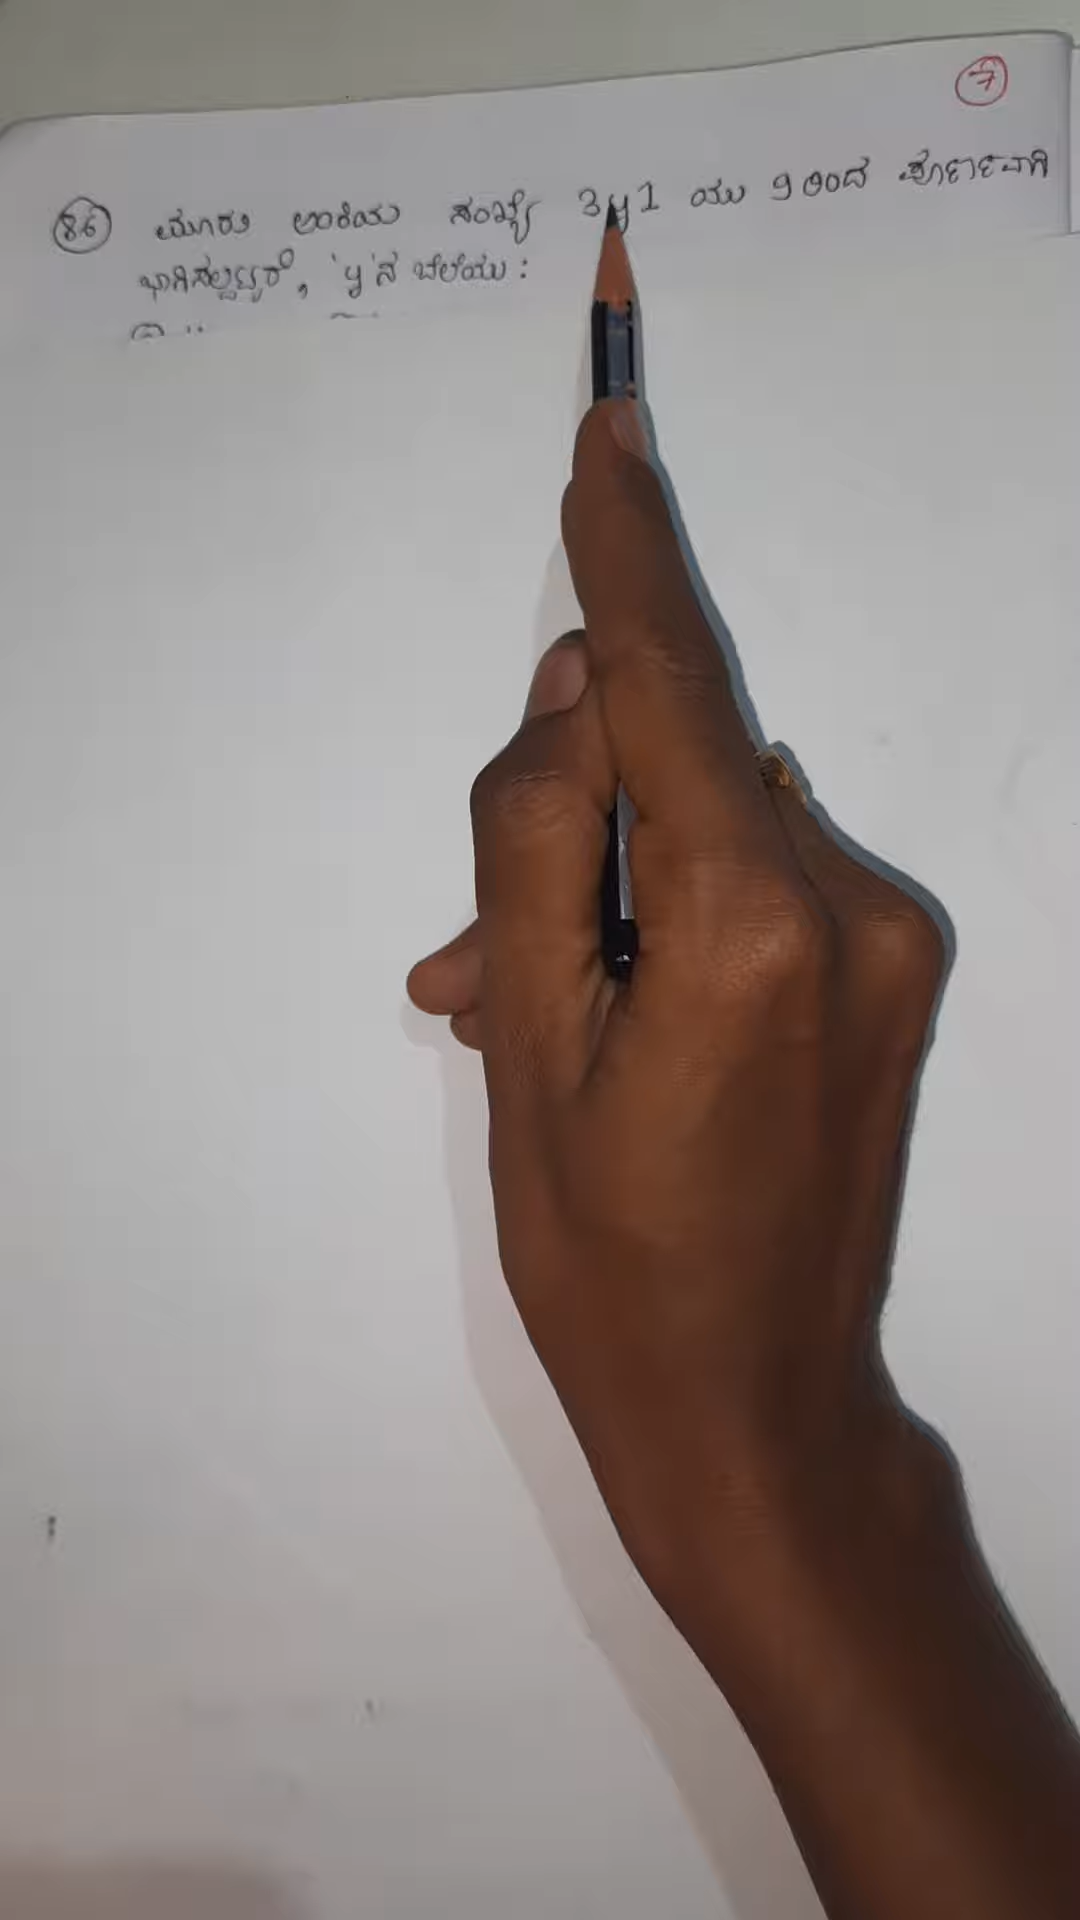 7
86 ಮೂರು ಅಂಕಿಯ ಸಂಖ್ಯೆ 3y1 ಯು 9 ರಿಂದ ಪೂರ್ಣವಾಗಿ
ಭಾಗಿಸಲ್ಪಟ್ಟರೆ, 'y'ನ ಬೆಲೆಯು :